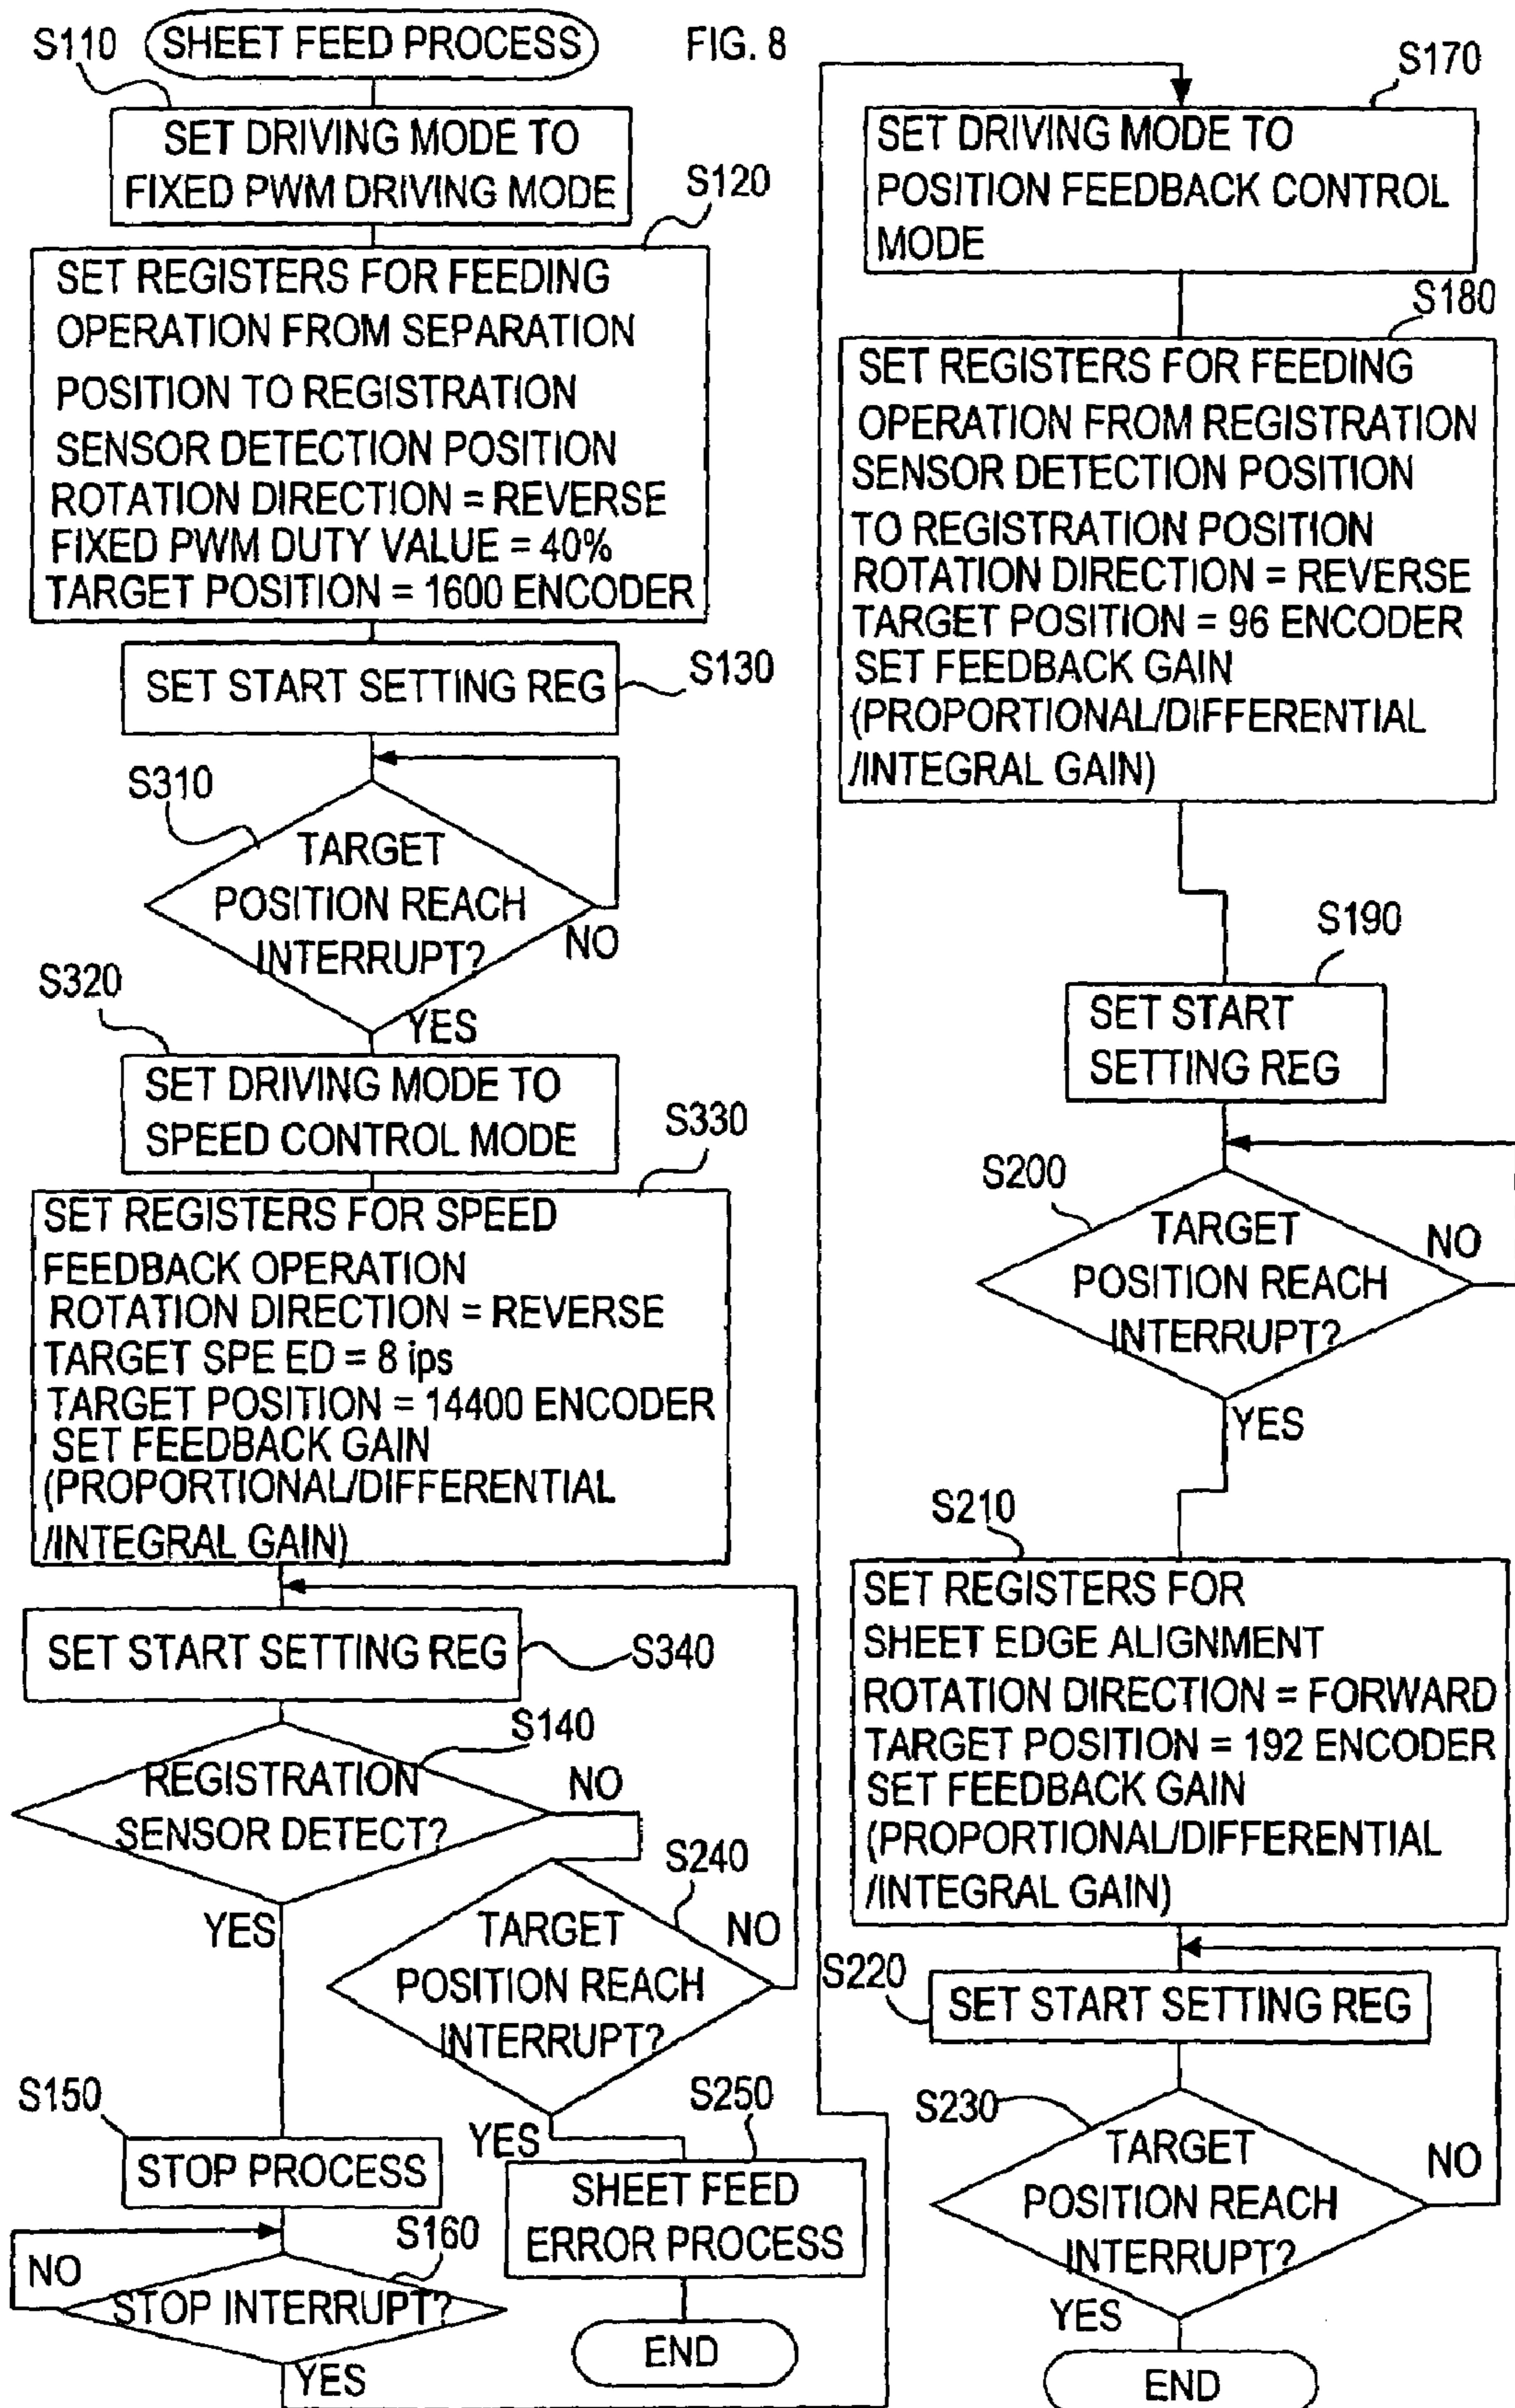 FIG. 8
S110
SHEET FEED PROCESS
SET DRIVING MODE TO
FIXED PWM DRIVING MODE
S120
SET REGISTERS FOR FEEDING
OPERATION FROM SEPARATION
POSITION TO REGISTRATION
SENSOR DETECTION POSITION
ROTATION DIRECTION = REVERSE
FIXED PWM DUTY VALUE = 40%
TARGET POSITION = 1600 ENCODER
SET START SETTING REG
S130
S310
TARGET
POSITION REACH
INTERRUPT?
NO
YES
S320
SET DRIVING MODE TO
SPEED CONTROL MODE
S330
SET REGISTERS FOR SPEED
FEEDBACK OPERATION
ROTATION DIRECTION = REVERSE
TARGET SPE ED = 8 ips
TARGET POSITION = 14400 ENCODER
SET FEEDBACK GAIN
(PROPORTIONAL/DIFFERENTIAL
/INTEGRAL GAIN)
SET START SETTING REG
S340
S140
REGISTRATION
SENSOR DETECT?
NO
YES
S240
TARGET
POSITION REACH
INTERRUPT?
NO
YES
S150
STOP PROCESS
S160
STOP INTERRUPT?
NO
YES
S250
SHEET FEED
ERROR PROCESS
END
S170
SET DRIVING MODE TO
POSITION FEEDBACK CONTROL
MODE
S180
SET REGISTERS FOR FEEDING
OPERATION FROM REGISTRATION
SENSOR DETECTION POSITION
TO REGISTRATION POSITION
ROTATION DIRECTION = REVERSE
TARGET POSITION = 96 ENCODER
SET FEEDBACK GAIN
(PROPORTIONAL/DIFFERENTIAL
/INTEGRAL GAIN)
S190
SET START
SETTING REG
S200
TARGET
POSITION REACH
INTERRUPT?
NO
YES
S210
SET REGISTERS FOR
SHEET EDGE ALIGNMENT
ROTATION DIRECTION = FORWARD
TARGET POSITION = 192 ENCODER
SET FEEDBACK GAIN
(PROPORTIONAL/DIFFERENTIAL
/INTEGRAL GAIN)
S220
SET START SETTING REG
S230
TARGET
POSITION REACH
INTERRUPT?
NO
YES
END